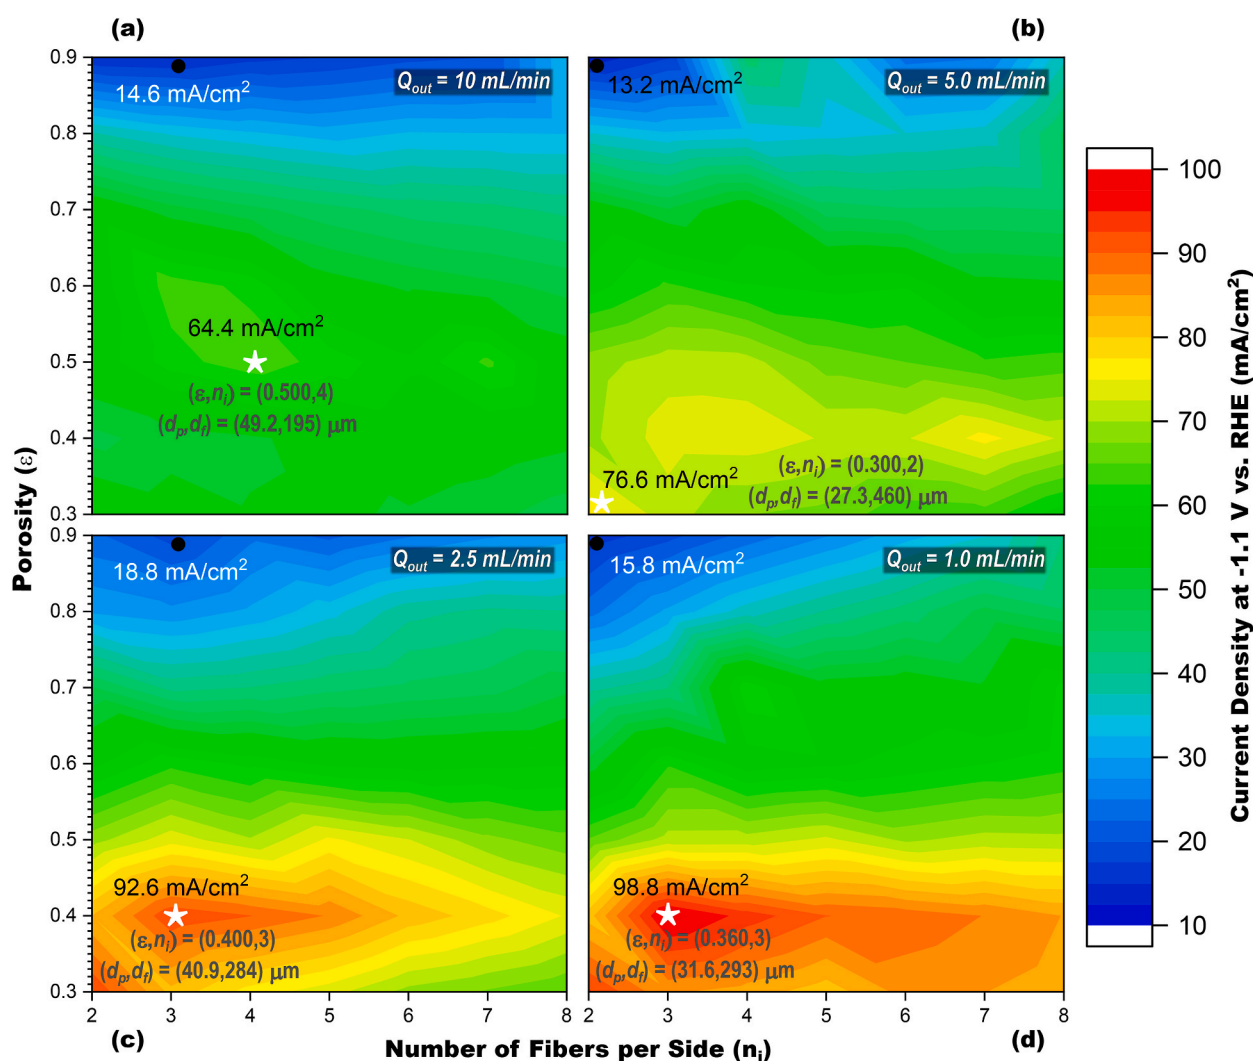 (a)
(b)
0.9
0.8
0.7
0.6
0.5
0.4
0.3
14.6 mA/cm²
Qout = 10 mL/min
64.4 mA/cm²
(ε,ni) = (0.500,4)
(dp,df) = (49.2,195) μm
13.2 mA/cm²
Qout = 5.0 mL/min
76.6 mA/cm²
(ε,ni) = (0.300,2)
(dp,df) = (27.3,460) μm
Porosity (ε)
0.9
0.8
0.7
0.6
0.5
0.4
0.3
18.8 mA/cm²
Qout = 2.5 mL/min
92.6 mA/cm²
(ε,ni) = (0.400,3)
(dp,df) = (40.9,284) μm
15.8 mA/cm²
Qout = 1.0 mL/min
98.8 mA/cm²
(ε,ni) = (0.360,3)
(dp,df) = (31.6,293) μm
2 3 4 5 6 7 8
2 3 4 5 6 7 8
(c)
Number of Fibers per Side (ni)
(d)
100
90
80
70
60
50
40
30
20
10
Current Density at -1.1 V vs. RHE (mA/cm²)